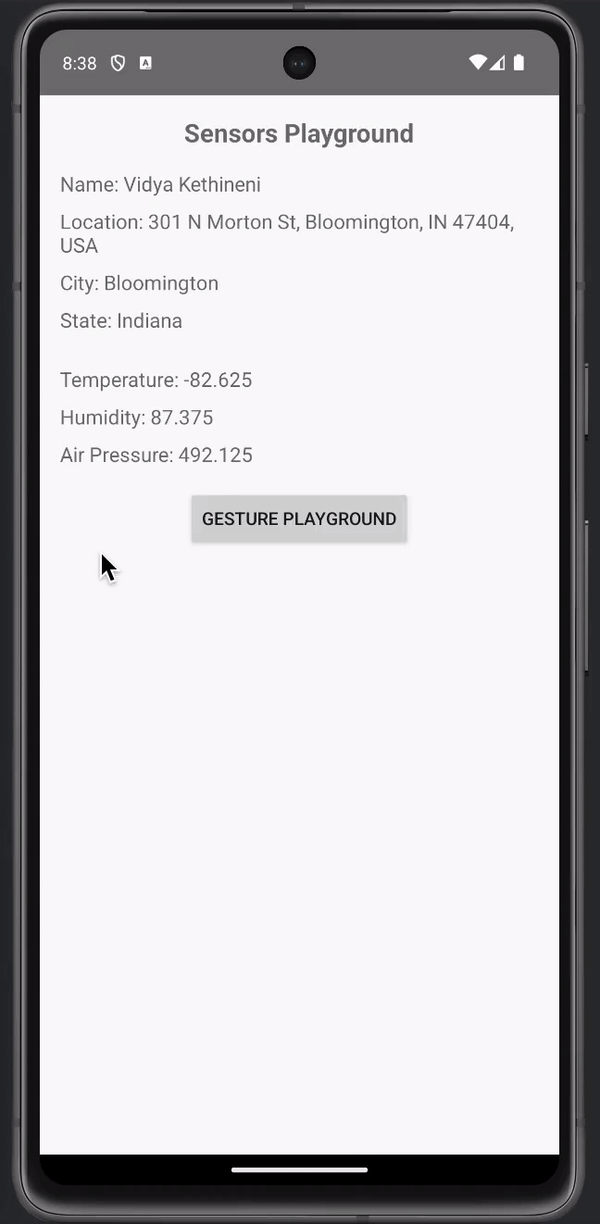 8:38
Sensors Playground
Name: Vidya Kethineni
Location: 301 N Morton St, Bloomington, IN 47404,
USA
City: Bloomington
State: Indiana
Temperature: -82.625
Humidity: 87.375
Air Pressure: 492.125
GESTURE PLAYGROUND